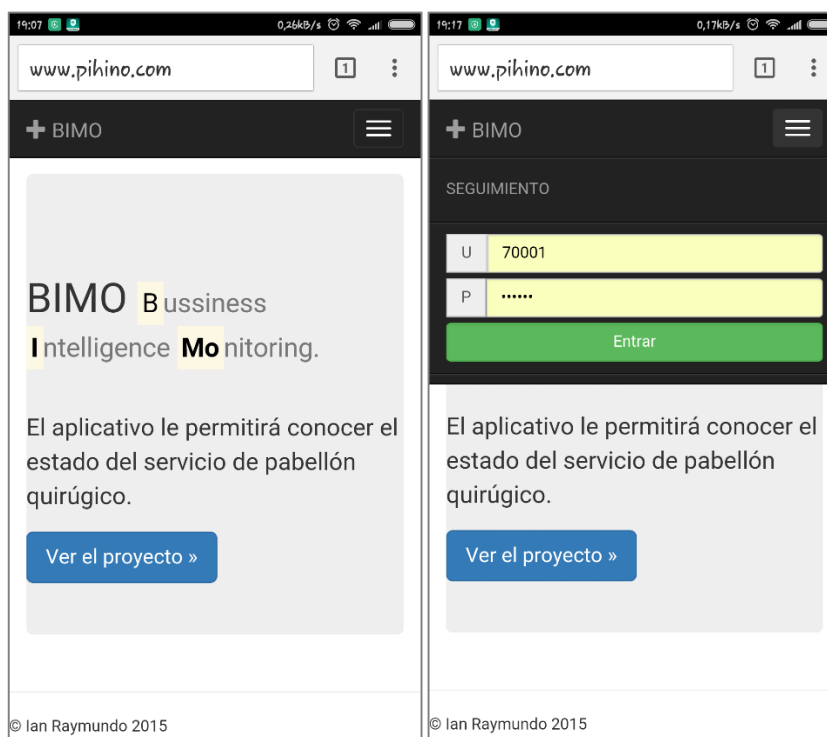 19:07 0,26kB/s
www.pihino.com 1
BIMO
BIMO Bussiness
Intelligence Monitoring.
El aplicativo le permitirá conocer el
estado del servicio de pabellón
quirúgico.
Ver el proyecto »
© Ian Raymundo 2015
19:17 0,17kB/s
www.pihino.com 1
BIMO
SEGUIMIENTO
U 70001
P ••••••
Entrar
El aplicativo le permitirá conocer el
estado del servicio de pabellón
quirúgico.
Ver el proyecto »
© Ian Raymundo 2015